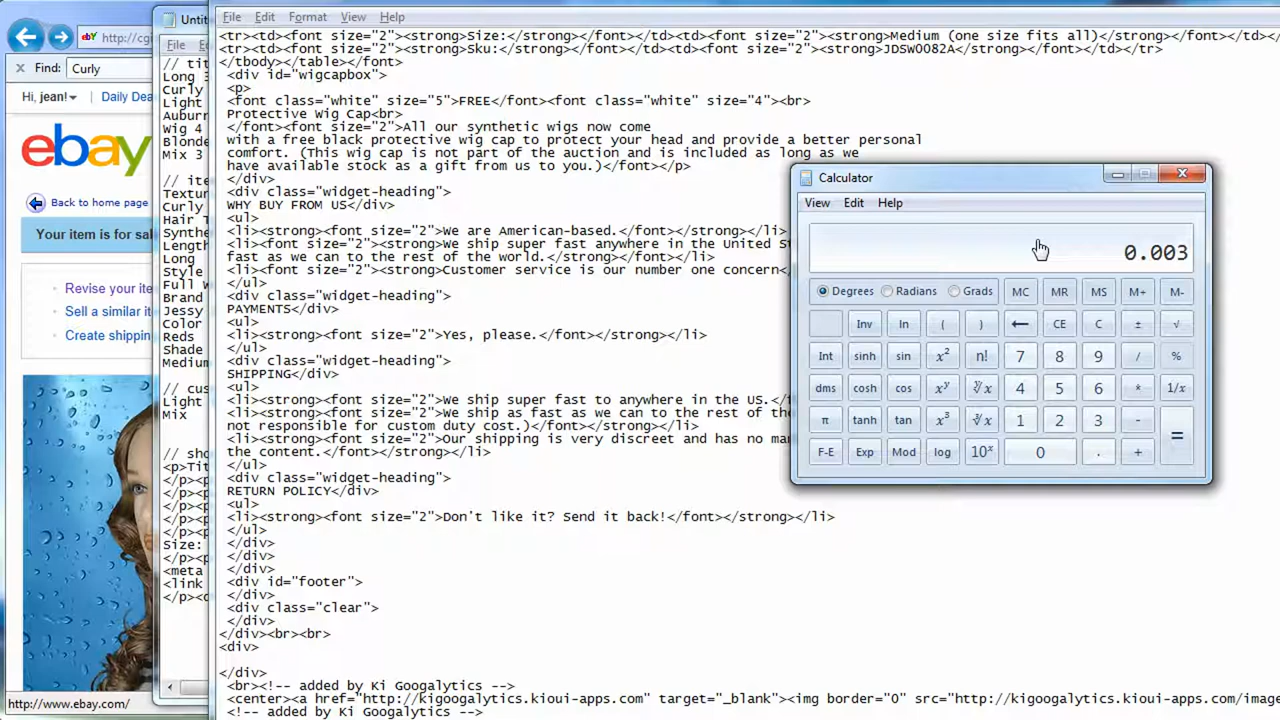 ebY http://cg
Find: Curly
Hi, jean!
Daily Dea
ebay
Back to home page
Your item is for sal
Revise your ite
Sell a similar it
Create shippin
http://www.ebay.com/
Untit
File Ed
// tit
Long 3
Curly
Light
Auburn
Wig 4
Blonde
Mix 3
// ite
Textur
Curly
Hair T
Synthe
Length
Long
Style
Full W
Brand
Jessy
Color
Reds
Shade
Medium
// cus
Light
Mix
// sho
<p>Tit
</p><p
</p><p
</p><p
</p><p
</p><p
Size:
</p><p
<meta
<link
</p><d
File Edit Format View Help
<tr><td><font size="2"><strong>Size:</strong></font></td><td><font size="2"><strong>Medium (one size fits all)</strong></font></td></
<tr><td><font size="2"><strong>Sku:</strong></font></td><td><font size="2"><strong>JDSW0082A</strong></font></td></tr>
</tbody></table></font>
<div id="wigcapbox">
<p>
<font class="white" size="5">FREE</font><font class="white" size="4"><br>
Protective Wig Cap<br>
</font><font size="2">All our synthetic wigs now come
with a free black protective wig cap to protect your head and provide a better personal
comfort. (This wig cap is not part of the auction and is included as long as we
have available stock as a gift from us to you.)</font></p>
</div>
<div class="widget-heading">
WHY BUY FROM US</div>
<ul>
<li><strong><font size="2">We are American-based.</font></strong></li>
<li><font size="2"><strong>We ship super fast anywhere in the United S
fast as we can to the rest of the world.</strong></font></li>
<li><font size="2"><strong>Customer service is our number one concern<
</ul>
<div class="widget-heading">
PAYMENTS</div>
<ul>
<li><strong><font size="2">Yes, please.</font></strong></li>
</ul>
<div class="widget-heading">
SHIPPING</div>
<ul>
<li><strong><font size="2">We ship super fast to anywhere in the US.<
<li><strong><font size="2">We ship as fast as we can to the rest of the
not responsible for custom duty cost.)</font></strong></li>
<li><strong><font size="2">Our shipping is very discreet and has no mar
the content.</font></strong></li>
</ul>
<div class="widget-heading">
RETURN POLICY</div>
<ul>
<li><strong><font size="2">Don't like it? Send it back!</font></strong></li>
</ul>
</div>
</div>
</div>
<div id="footer">
</div>
<div class="clear">
</div>
</div><br><br>
<div>
</div>
<br><!-- added by Ki Googalytics -->
<center><a href="http://kigoogalytics.kioui-apps.com" target="_blank"><img border="0" src="http://kigoogalytics.kioui-apps.com/image
<!-- added by Ki Googalytics -->
Calculator
View Edit Help
0.003
Degrees Radians Grads MC MR MS M+ M-
Inv ln ( ) ← CE C ± √
Int sinh sin x² n! 7 8 9 / %
dms cosh cos xʸ ʸ√x 4 5 6 * 1/x
π tanh tan x³ ³√x 1 2 3 - =
F-E Exp Mod log 10ˣ 0 . +